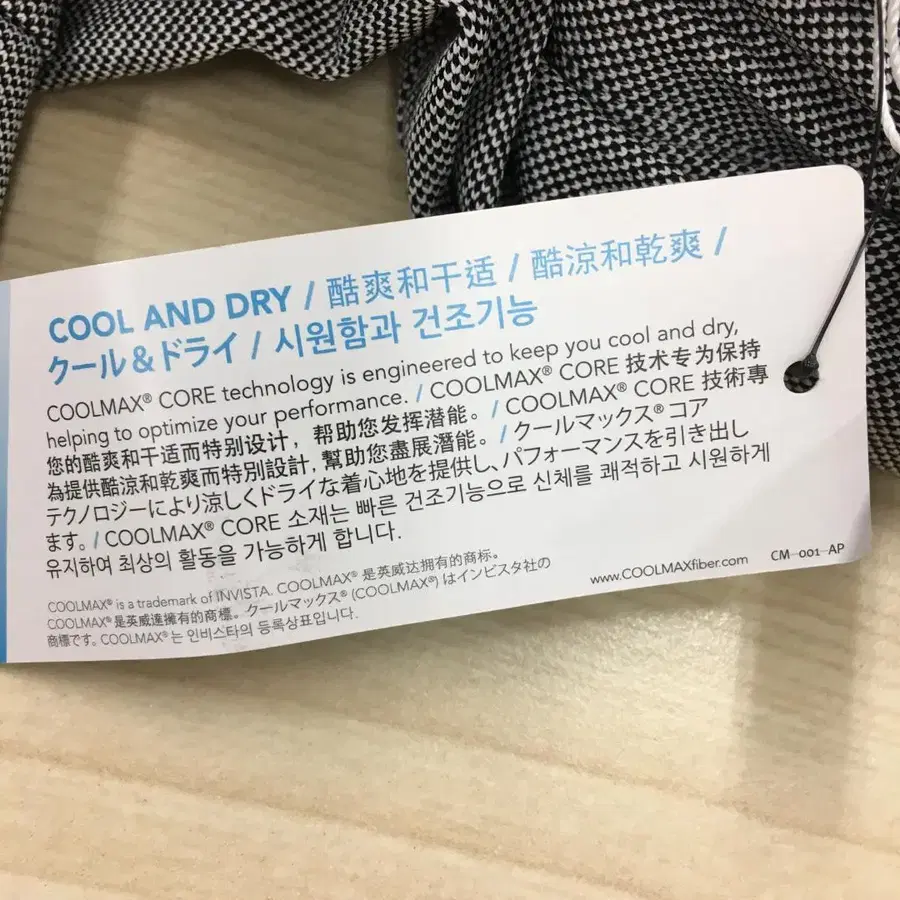 COOL AND DRY / 酷爽和干适 / 酷涼和乾爽 /
クール＆ドライ / 시원함과 건조기능
COOLMAX® CORE technology is engineered to keep you cool and dry,
helping to optimize your performance. / COOLMAX® CORE 技术专为保持
您的酷爽和干适而特别设计，帮助您发挥潜能。/ COOLMAX® CORE 技術專
為提供酷涼和乾爽而特別設計，幫助您盡展潛能。/ クールマックス® コア
テクノロジーにより涼しくドライな着心地を提供し、パフォーマンスを引き出し
ます。/ COOLMAX® CORE 소재는 빠른 건조기능으로 신체를 쾌적하고 시원하게
유지하여 최상의 활동을 가능하게 합니다.
COOLMAX® is a trademark of INVISTA. COOLMAX® 是英威达拥有的商标。
COOLMAX® 是英威達擁有的商標。クールマックス® (COOLMAX®) はインビスタ社の
商標です。COOLMAX® 는 인비스타의 등록상표입니다.
www.COOLMAXfiber.com CM-001-AP